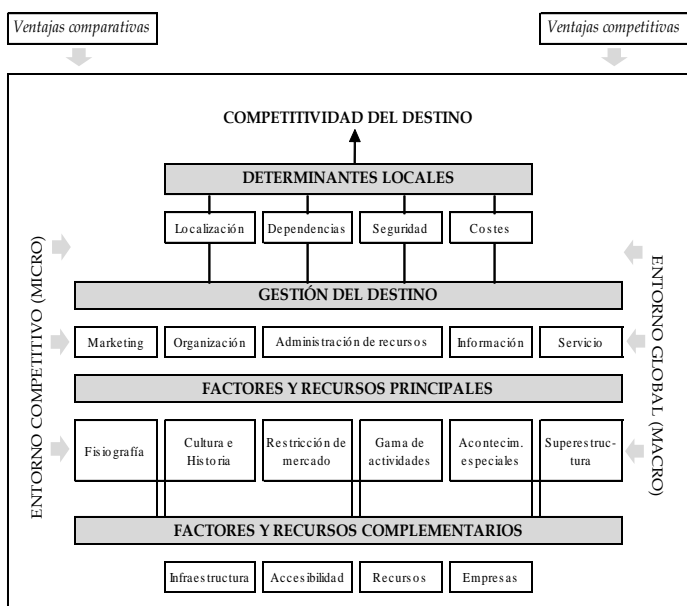 Ventajas comparativas
Ventajas competitivas
COMPETITIVIDAD DEL DESTINO
DETERMINANTES LOCALES
Localización
Dependencias
Seguridad
Costes
GESTIÓN DEL DESTINO
Marketing
Organización
Administración de recursos
Información
Servicio
FACTORES Y RECURSOS PRINCIPALES
Fisiografía
Cultura e
Historia
Restricción de
mercado
Gama de
actividades
Acontecim.
especiales
Superestruc-
tura
FACTORES Y RECURSOS COMPLEMENTARIOS
Infraestructura
Accesibilidad
Recursos
Empresas
ENTORNO COMPETITIVO (MICRO)
ENTORNO GLOBAL (MACRO)